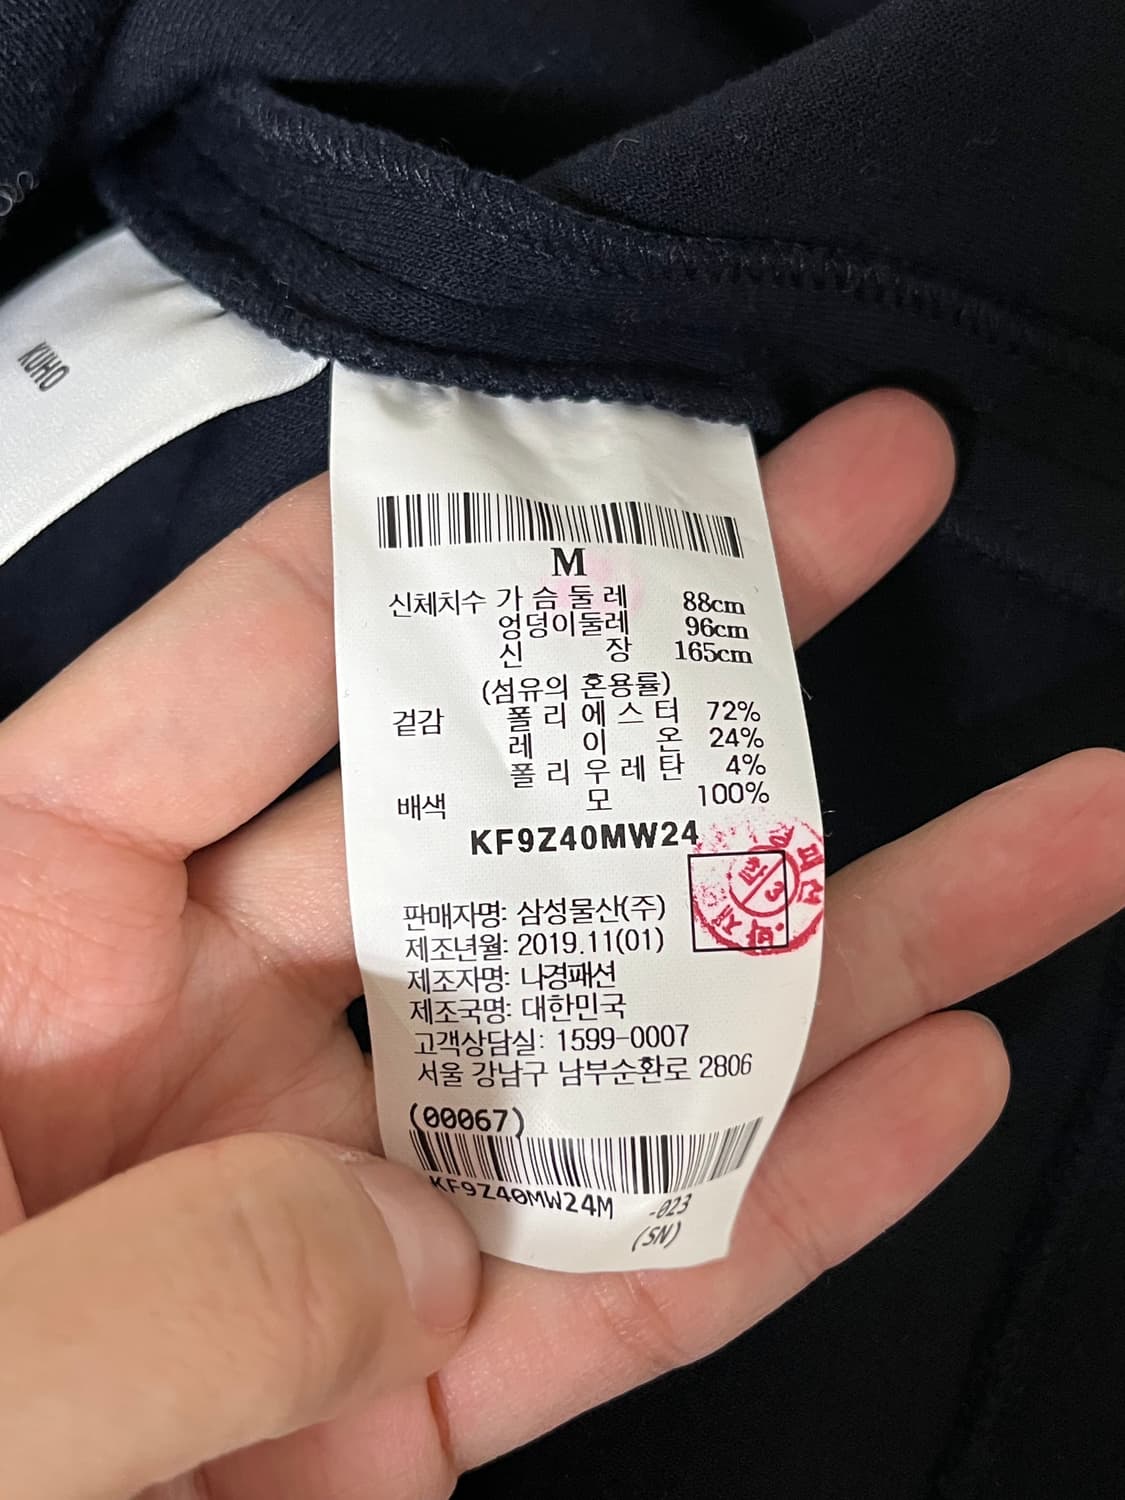 KUHO
M
신체치수 가 슴 둘 레 88cm
엉덩이둘레 96cm
신 장 165cm
(섬유의 혼용률)
겉감 폴 리 에 스 터 72%
레 이 온 24%
폴 리 우 레 탄 4%
배색 모 100%
KF9Z40MW24
판매자명: 삼성물산(주)
제조년월: 2019.11(01)
제조자명: 나경패션
제조국명: 대한민국
고객상담실: 1599-0007
서울 강남구 남부순환로 2806
(00067)
KF9Z40MW24M -023
(SN)